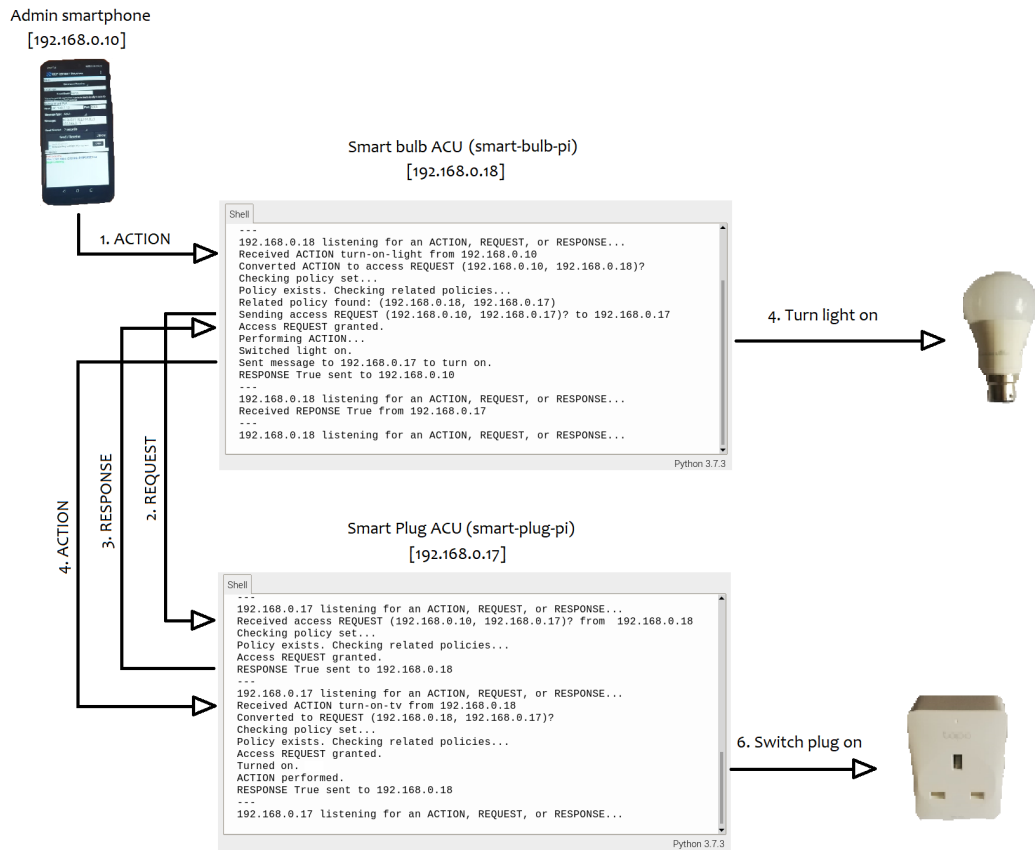 Admin smartphone
[192.168.0.10]
Smart bulb ACU (smart-bulb-pi)
[192.168.0.18]
1. ACTION
Shell
---
192.168.0.18 listening for an ACTION, REQUEST, or RESPONSE...
Received ACTION turn-on-light from 192.168.0.10
Converted ACTION to access REQUEST (192.168.0.10, 192.168.0.18)?
Checking policy set...
Policy exists. Checking related policies...
Related policy found: (192.168.0.18, 192.168.0.17)
Sending access REQUEST (192.168.0.10, 192.168.0.17)? to 192.168.0.17
Access REQUEST granted.
Performing ACTION...
Switched light on.
Sent message to 192.168.0.17 to turn on.
RESPONSE True sent to 192.168.0.10
---
192.168.0.18 listening for an ACTION, REQUEST, or RESPONSE...
Received REPONSE True from 192.168.0.17
---
192.168.0.18 listening for an ACTION, REQUEST, or RESPONSE...
Python 3.7.3
4. Turn light on
4. ACTION
3. RESPONSE
2. REQUEST
Smart Plug ACU (smart-plug-pi)
[192.168.0.17]
Shell
---
192.168.0.17 listening for an ACTION, REQUEST, or RESPONSE...
Received access REQUEST (192.168.0.10, 192.168.0.17)? from  192.168.0.18
Checking policy set...
Policy exists. Checking related policies...
Access REQUEST granted.
RESPONSE True sent to 192.168.0.18
---
192.168.0.17 listening for an ACTION, REQUEST, or RESPONSE...
Received ACTION turn-on-tv from 192.168.0.18
Converted to REQUEST (192.168.0.18, 192.168.0.17)?
Checking policy set...
Policy exists. Checking related policies...
Access REQUEST granted.
Turned on.
ACTION performed.
RESPONSE True sent to 192.168.0.18
---
192.168.0.17 listening for an ACTION, REQUEST, or RESPONSE...
Python 3.7.3
6. Switch plug on